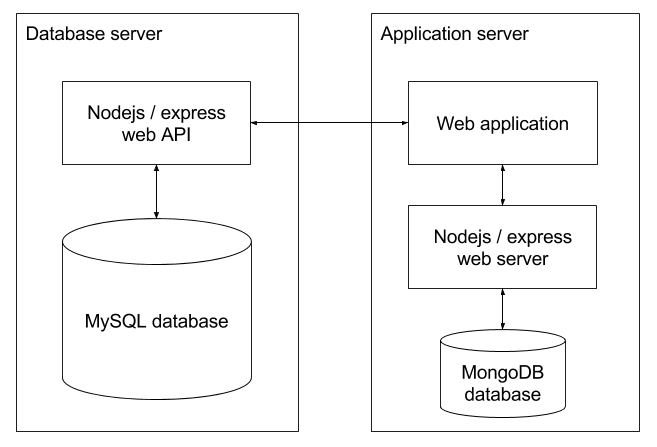 Database server
Nodejs / express
web API
MySQL database
Application server
Web application
Nodejs / express
web server
MongoDB
database